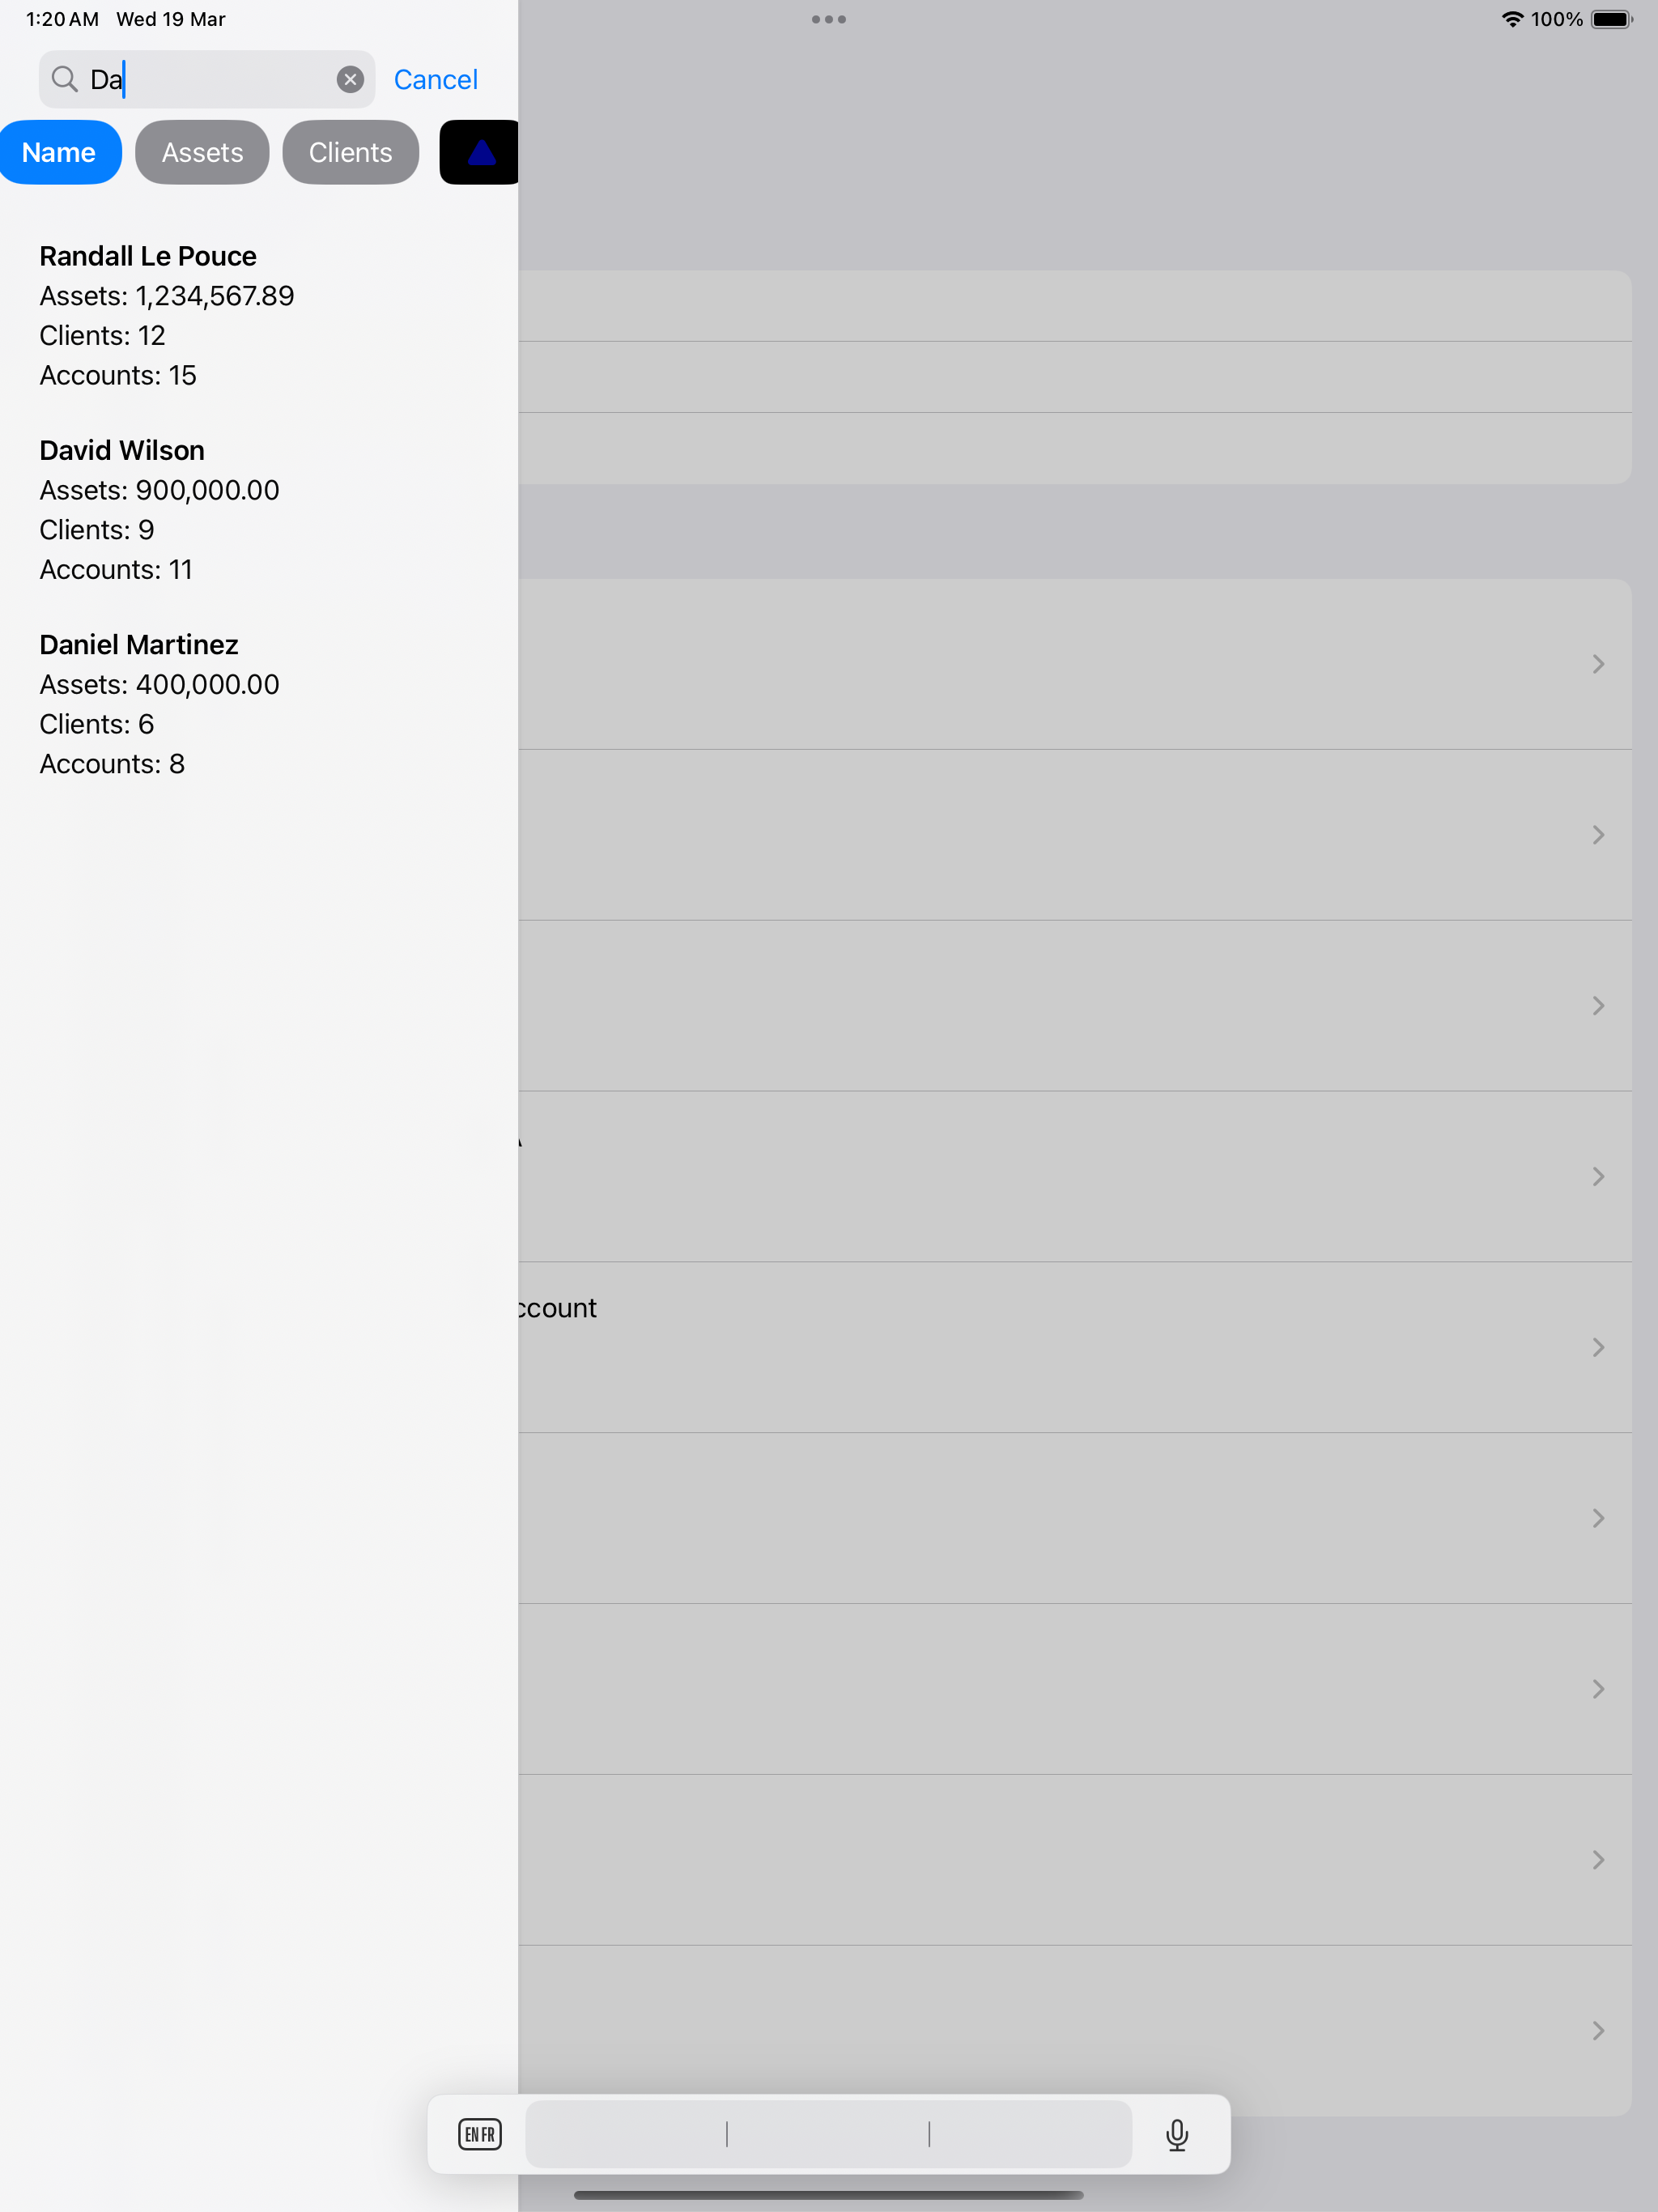 1:20 AM Wed 19 Mar
100%
Da
Cancel
Name
Assets
Clients
Randall Le Pouce
Assets: 1,234,567.89
Clients: 12
Accounts: 15
David Wilson
Assets: 900,000.00
Clients: 9
Accounts: 11
Daniel Martinez
Assets: 400,000.00
Clients: 6
Accounts: 8
ccount
EN FR